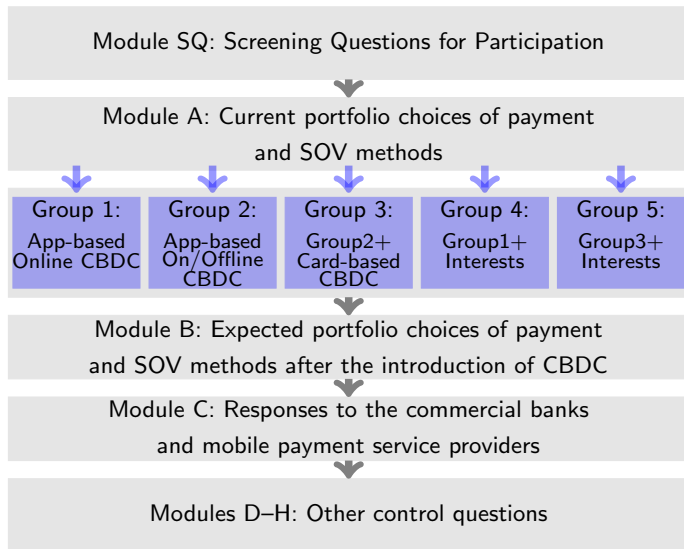 Module SQ: Screening Questions for Participation
Module A: Current portfolio choices of payment
and SOV methods
Group 1:
App-based
Online CBDC
Group 2:
App-based
On/Offline
CBDC
Group 3:
Group2+
Card-based
CBDC
Group 4:
Group1+
Interests
Group 5:
Group3+
Interests
Module B: Expected portfolio choices of payment
and SOV methods after the introduction of CBDC
Module C: Responses to the commercial banks
and mobile payment service providers
Modules D–H: Other control questions